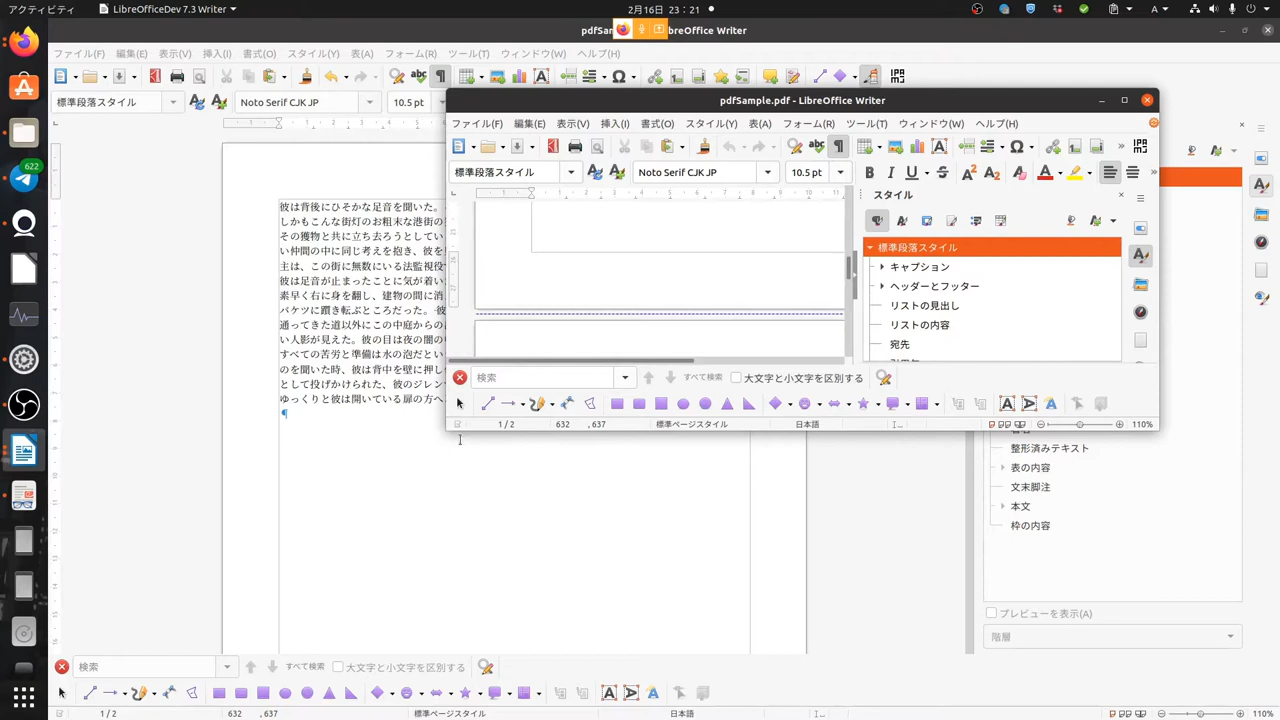 アクティビティ
LibreOfficeDev 7.3 Writer
2月16日 23：21
A
622
ファイル(F) 編集(E) 表示(V) 挿入(I) 書式(O) スタイル(Y) 表(A) フォーム(R) ツール(T) ウィンドウ(W) ヘルプ(H)
標準段落スタイル
Noto Serif CJK JP
10.5 pt
彼は背後にひそかな足音を聞いた。
しかもこんな街灯のお粗末な港街の
その獲物と共に立ち去ろうとしてい
い仲間の中に同じ考えを抱き、彼を
主は、この街に無数にいる法監視役
彼は足音が止まったことに気が着い
素早く右に身を翻し、建物の間に消
バケツに躓き転ぶところだった。
通ってきた道以外にこの中庭からの
い人影が見えた。彼の目は夜の闇の
すべての苦労と準備は水の泡だとい
のを聞いた時、彼は背中を壁に押し
として投げかけられた、彼のジレン
ゆっくりと彼は開いている扉の方へ
pdfSample.pdf - LibreOffice Writer
ファイル(F) 編集(E) 表示(V) 挿入(I) 書式(O) スタイル(Y) 表(A) フォーム(R) ツール(T) ウィンドウ(W) ヘルプ(H)
標準段落スタイル
Noto Serif CJK JP
10.5 pt
スタイル
標準段落スタイル
キャプション
ヘッダーとフッター
リストの見出し
リストの内容
宛先
検索
すべて検索
大文字と小文字を区別する
1 / 2
632 , 637
標準ページスタイル
日本語
110%
整形済みテキスト
表の内容
文末脚注
本文
枠の内容
プレビューを表示(A)
階層
検索
すべて検索
大文字と小文字を区別する
1 / 2
632 , 637
標準ページスタイル
日本語
110%